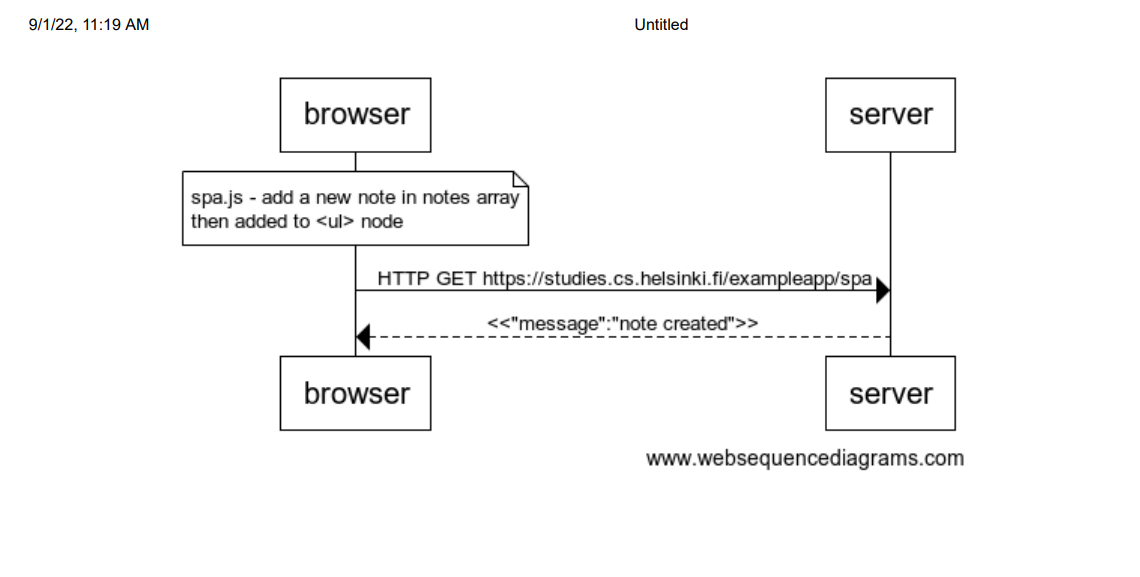 9/1/22, 11:19 AM
Untitled
browser
server
spa.js - add a new note in notes array
then added to <ul> node
HTTP GET https://studies.cs.helsinki.fi/exampleapp/spa
<<"message":"note created">>
browser
server
www.websequencediagrams.com